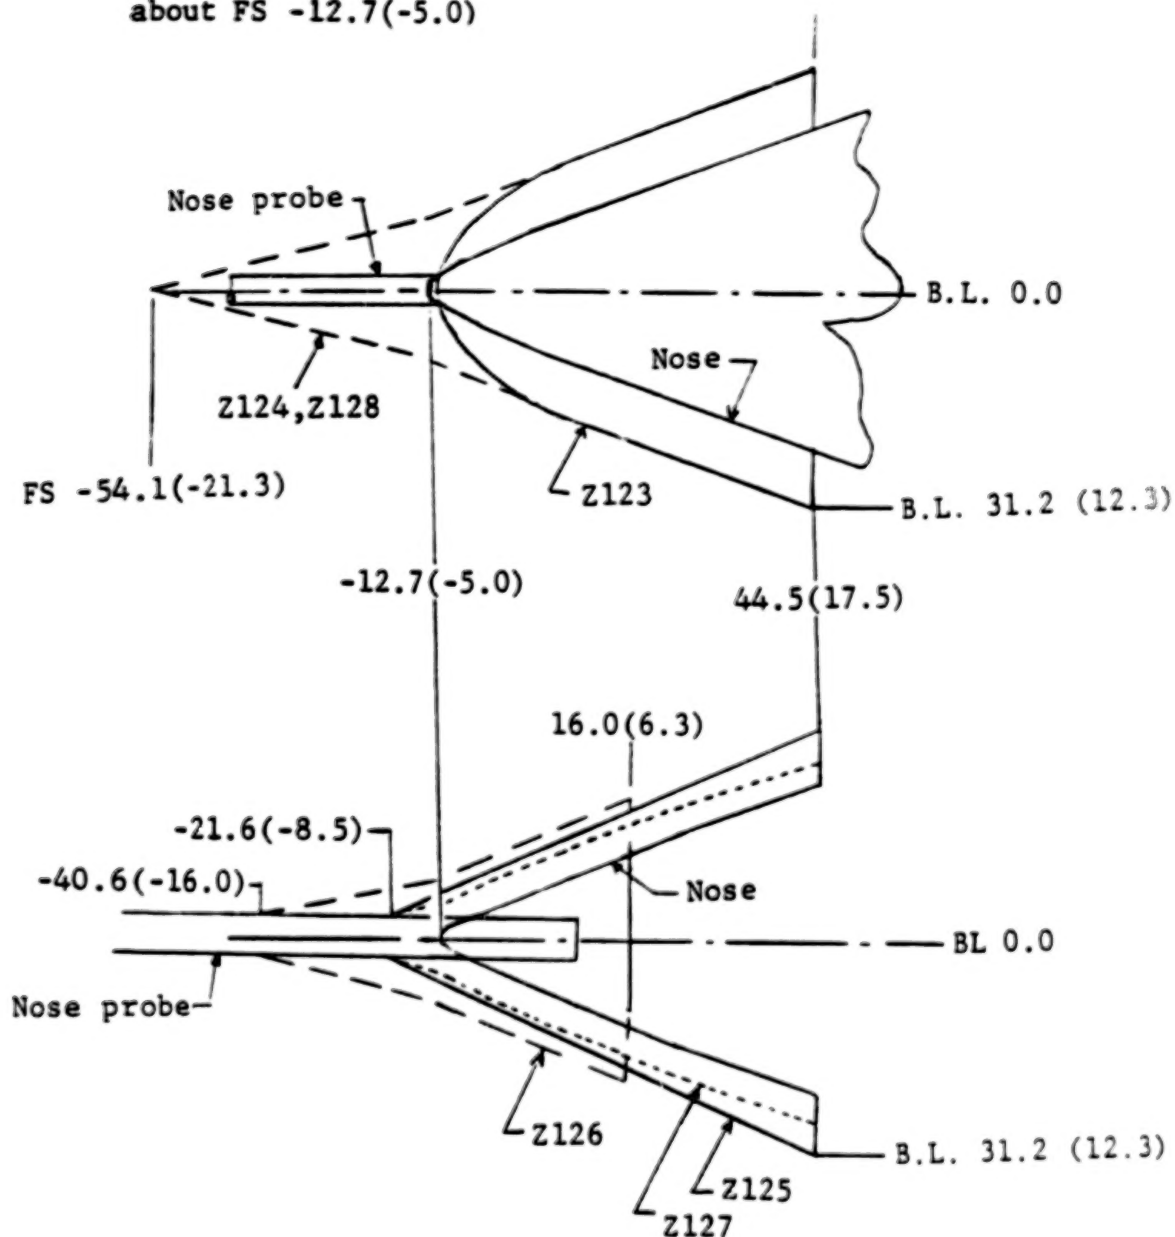 about FS -12.7(-5.0)
Nose probe
B.L. 0.0
Nose
Z124,Z128
FS -54.1(-21.3)
Z123
B.L. 31.2 (12.3)
-12.7(-5.0)
44.5(17.5)
16.0(6.3)
-21.6(-8.5)
-40.6(-16.0)
Nose
BL 0.0
Nose probe
Z126
B.L. 31.2 (12.3)
Z125
Z127